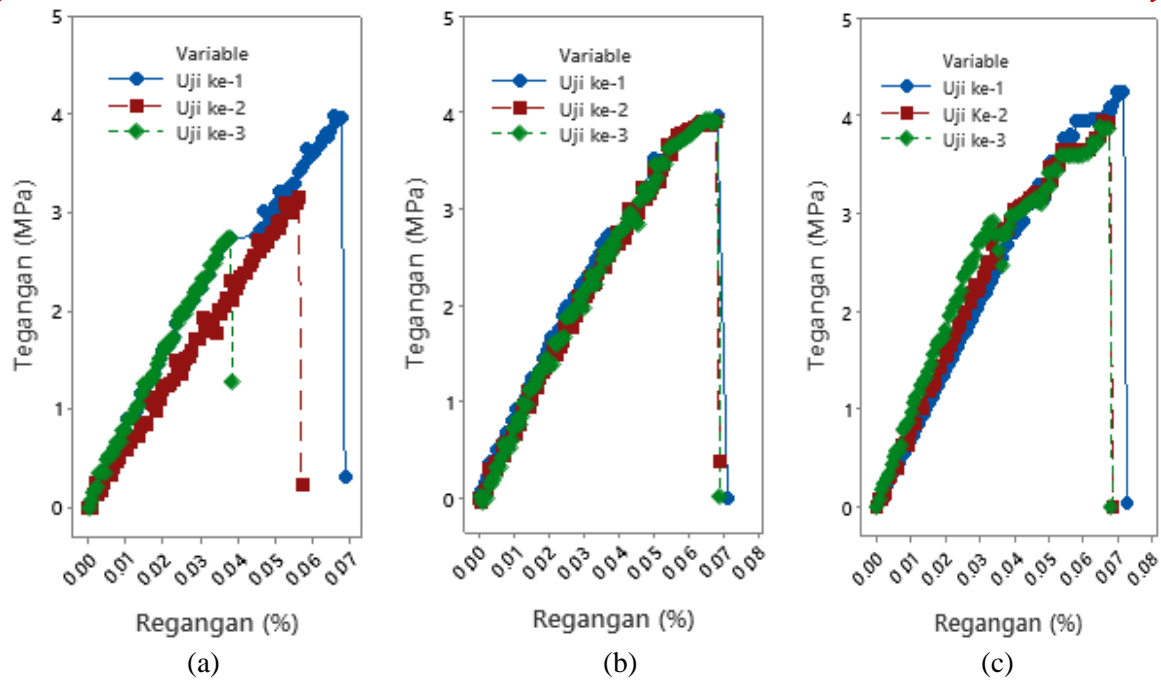 5
4
3
2
1
0
Tegangan (MPa)
Variable
Uji ke-1
Uji ke-2
Uji ke-3
0.00
0.01
0.02
0.03
0.04
0.05
0.06
0.07
Regangan (%)
(a)
5
4
3
2
1
0
Tegangan (MPa)
Variable
Uji ke-1
Uji ke-2
Uji ke-3
0.00
0.01
0.02
0.03
0.04
0.05
0.06
0.07
0.08
Regangan (%)
(b)
5
4
3
2
1
0
Tegangan (MPa)
Variable
Uji ke-1
Uji Ke-2
Uji ke-3
0.00
0.01
0.02
0.03
0.04
0.05
0.06
0.07
0.08
Regangan (%)
(c)